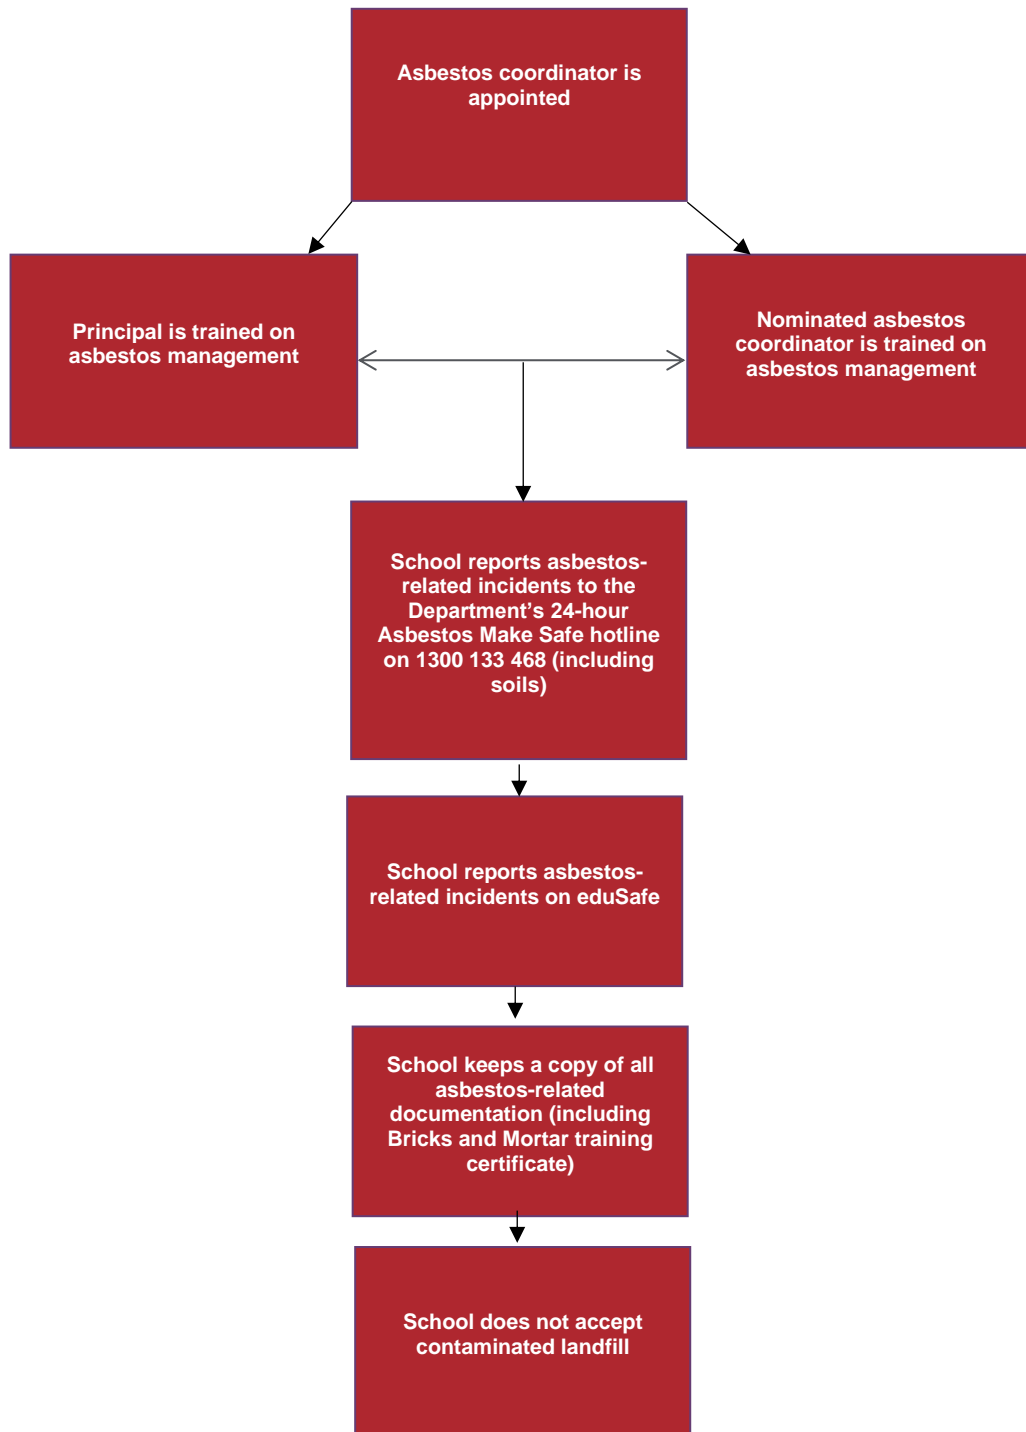 Asbestos coordinator is
appointed
Principal is trained on
asbestos management
Nominated asbestos
coordinator is trained on
asbestos management
School reports asbestos-
related incidents to the
Department’s 24-hour
Asbestos Make Safe hotline
on 1300 133 468 (including
soils)
School reports asbestos-
related incidents on eduSafe
School keeps a copy of all
asbestos-related
documentation (including
Bricks and Mortar training
certificate)
School does not accept
contaminated landfill